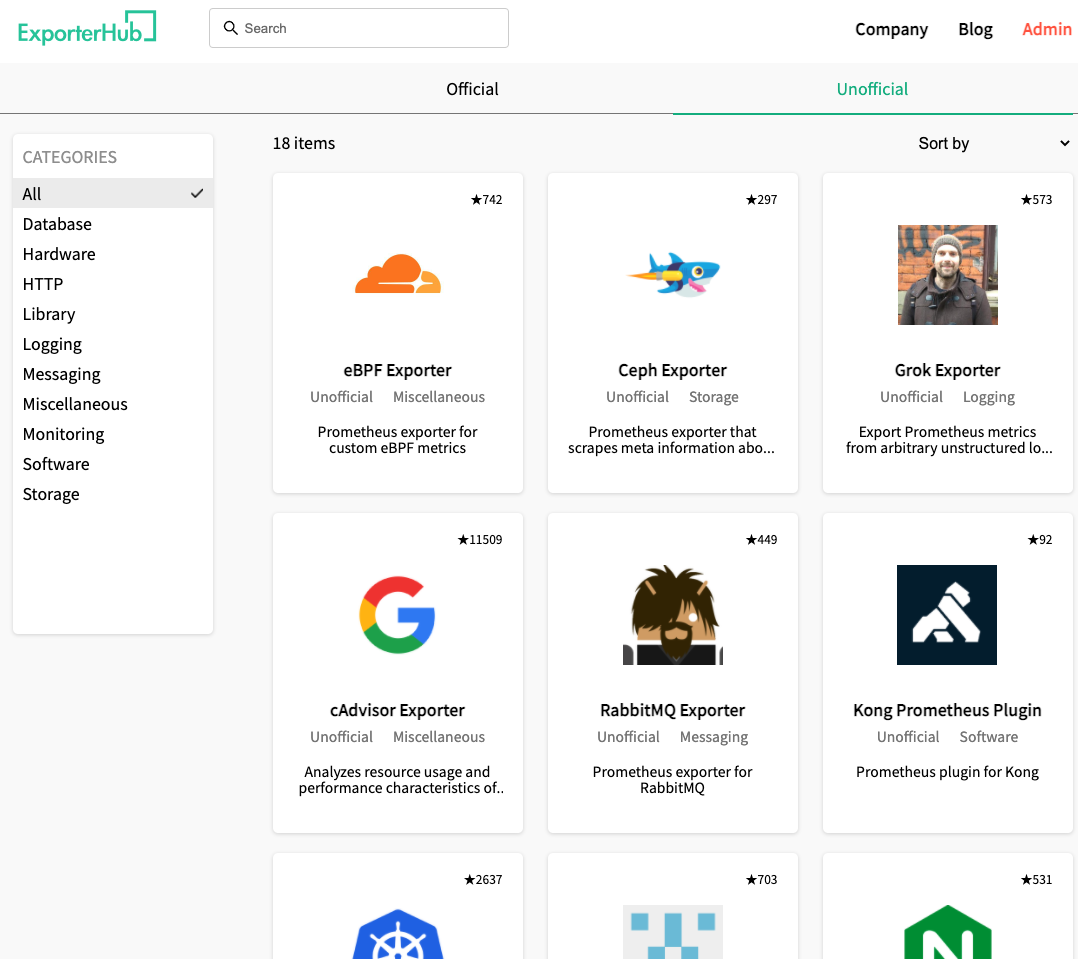 ExporterHub
Search
Company
Blog
Admin
Official
Unofficial
CATEGORIES
All
Database
Hardware
HTTP
Library
Logging
Messaging
Miscellaneous
Monitoring
Software
Storage
18 items
Sort by
★742
eBPF Exporter
Unofficial Miscellaneous
Prometheus exporter for
custom eBPF metrics
★297
Ceph Exporter
Unofficial Storage
Prometheus exporter that
scrapes meta information abo...
★573
Grok Exporter
Unofficial Logging
Export Prometheus metrics
from arbitrary unstructured lo...
★11509
cAdvisor Exporter
Unofficial Miscellaneous
Analyzes resource usage and
performance characteristics of..
★449
RabbitMQ Exporter
Unofficial Messaging
Prometheus exporter for
RabbitMQ
★92
Kong Prometheus Plugin
Unofficial Software
Prometheus plugin for Kong
★2637
★703
★531